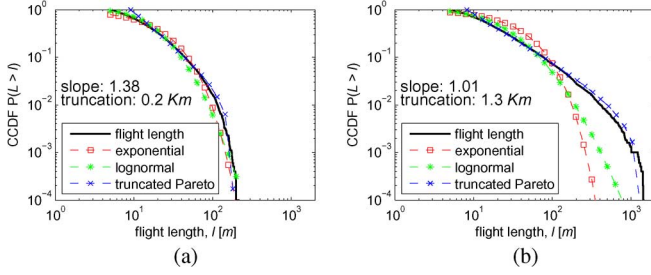 CCDF P(L > l)
10^0
10^-1
10^-2
10^-3
10^-4
slope: 1.38
truncation: 0.2 Km
flight length
exponential
lognormal
truncated Pareto
10^0
10^1
10^2
10^3
flight length, l [m]
(a)
CCDF P(L > l)
10^0
10^-1
10^-2
10^-3
10^-4
slope: 1.01
truncation: 1.3 Km
flight length
exponential
lognormal
truncated Pareto
10^0
10^1
10^2
10^3
flight length, l [m]
(b)